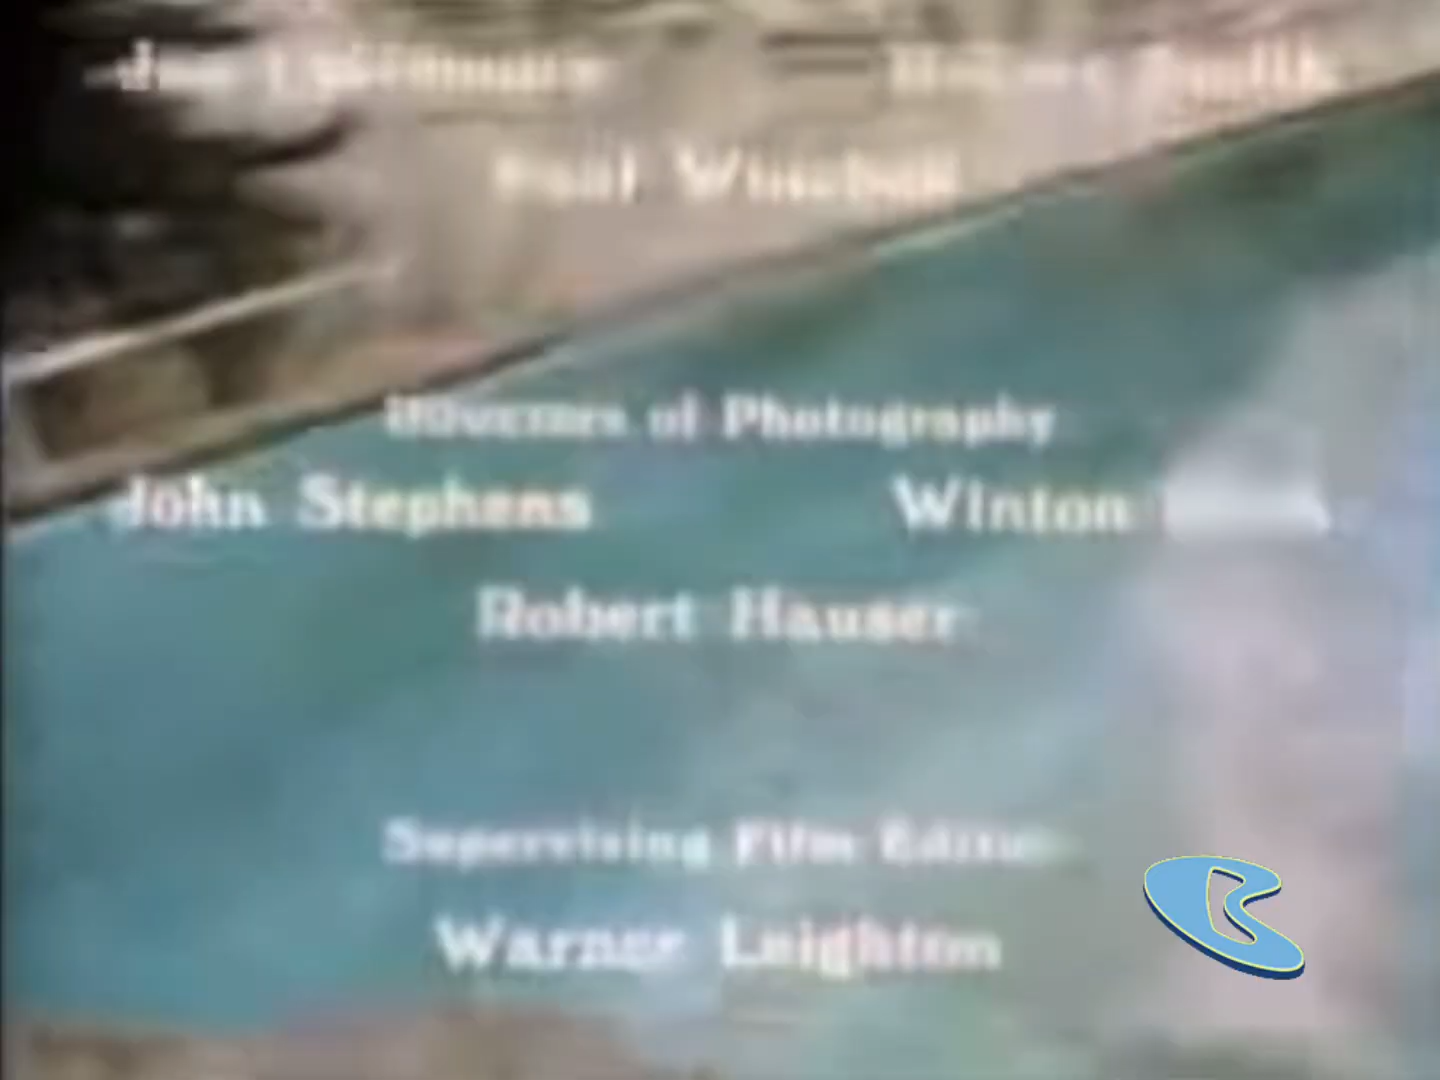 Paul Winchell
Directors of Photography
John Stephens Winton
Robert Hauser
Supervising Film Editor
Warner Leighton
B